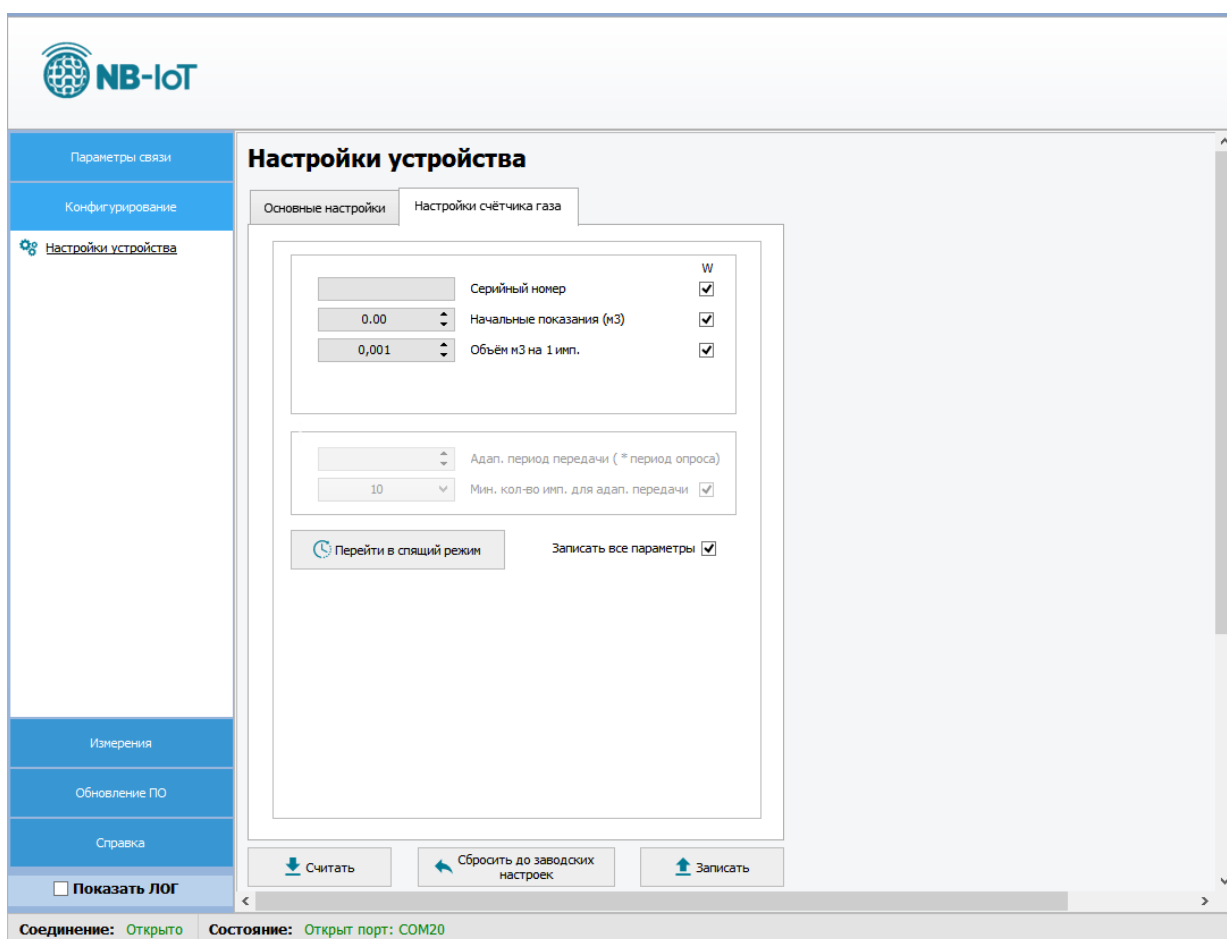 NB-IoT
Параметры связи
Конфигурирование
Настройки устройства
Измерения
Обновление ПО
Справка
Показать ЛОГ
Настройки устройства
Основные настройки
Настройки счётчика газа
W
Серийный номер
0.00 Начальные показания (м3)
0,001 Объём м3 на 1 имп.
Адап. период передачи ( * период опроса)
10 Мин. кол-во имп. для адап. передачи
Перейти в спящий режим
Записать все параметры
Считать
Сбросить до заводских
настроек
Записать
Соединение: Открыто Состояние: Открыт порт: COM20